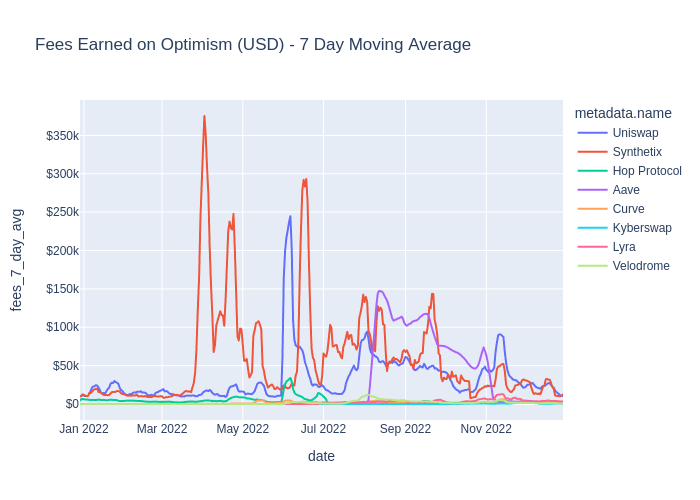 Fees Earned on Optimism (USD) - 7 Day Moving Average
metadata.name
Uniswap
Synthetix
Hop Protocol
Aave
Curve
Kyberswap
Lyra
Velodrome
fees_7_day_avg
$350k
$300k
$250k
$200k
$150k
$100k
$50k
$0
Jan 2022 Mar 2022 May 2022 Jul 2022 Sep 2022 Nov 2022
date